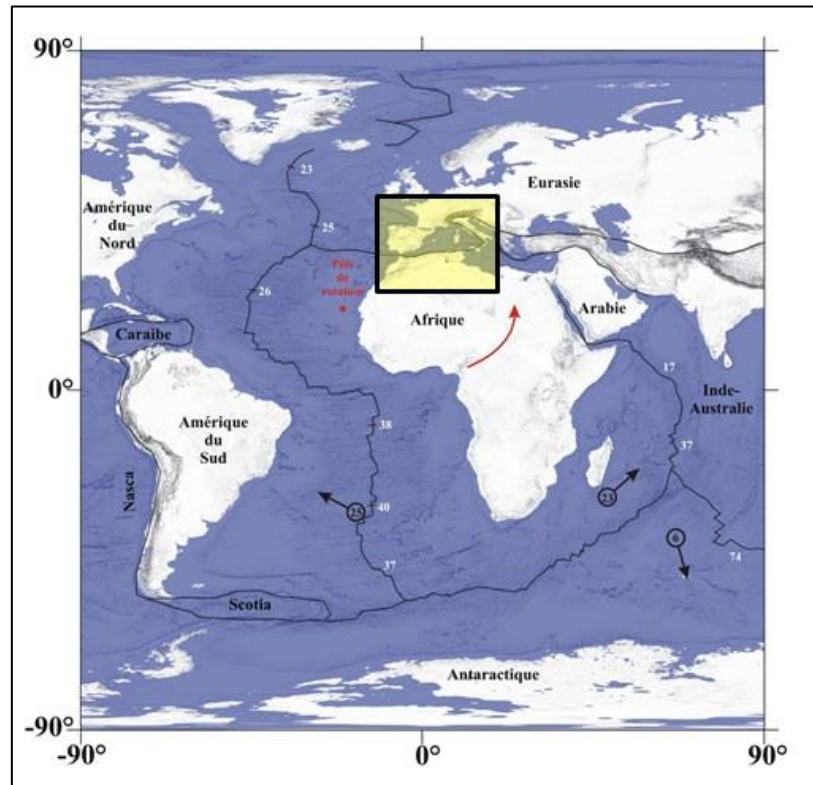 90°
23
Eurasie
Amérique
du
Nord
25
Pôle
de
rotation
26
Afrique
Arabie
Caraibe
17
Inde-
Australie
0°
38
Amérique
du
Sud
37
Nasca
23
25
40
6
37
74
Scotia
Antaractique
-90°
-90°
0°
90°